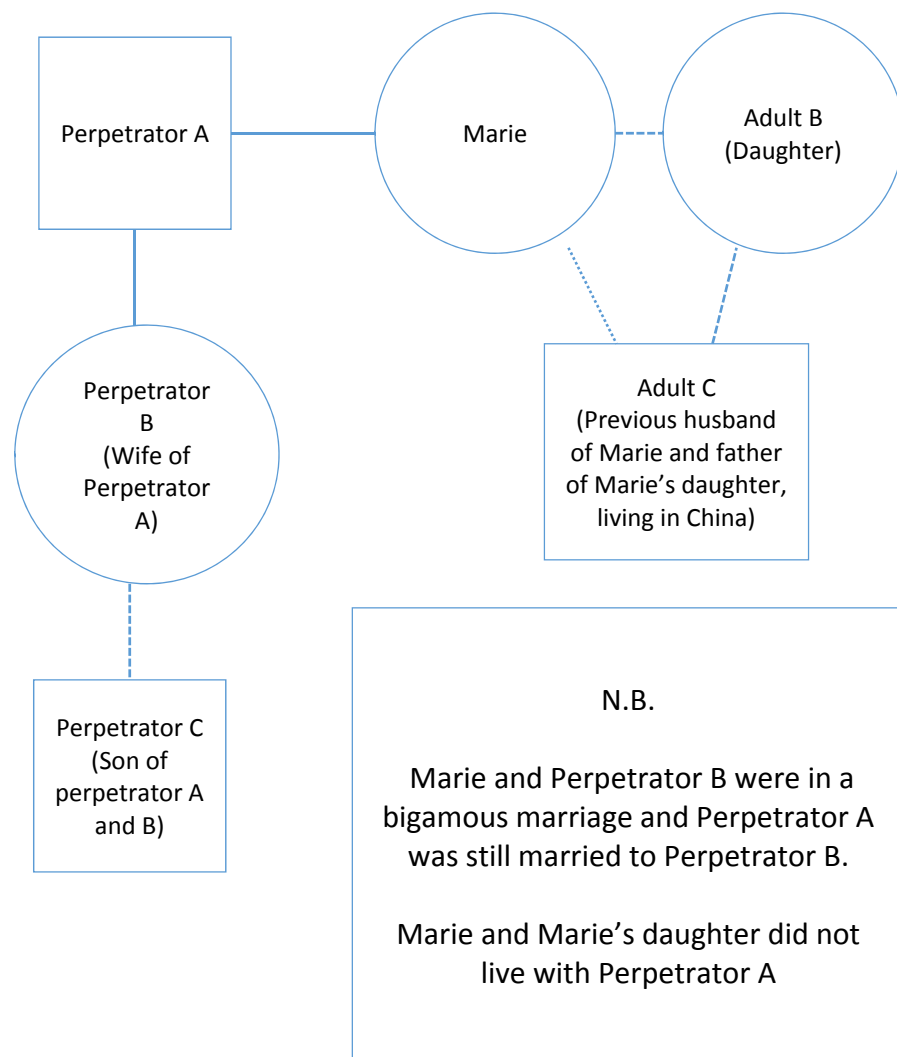 Perpetrator A
Marie
Adult B
(Daughter)
Perpetrator
B
(Wife of
Perpetrator
A)
Adult C
(Previous husband
of Marie and father
of Marie’s daughter,
living in China)
Perpetrator C
(Son of
perpetrator A
and B)
N.B.
Marie and Perpetrator B were in a
bigamous marriage and Perpetrator A
was still married to Perpetrator B.
Marie and Marie’s daughter did not
live with Perpetrator A